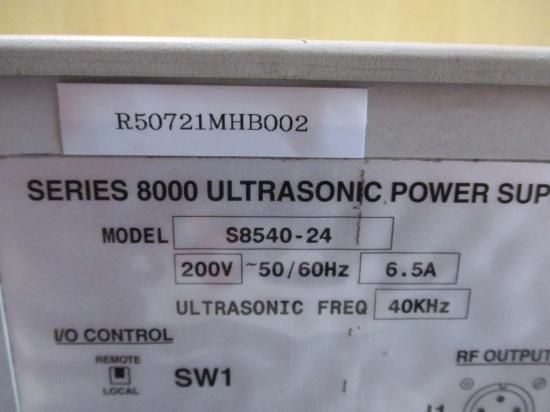 R50721MHB002
SERIES 8000 ULTRASONIC POWER SUP
MODEL S8540-24
200V ~50/60Hz 6.5A
ULTRASONIC FREQ 40KHz
I/O CONTROL
RF OUTPUT
REMOTE
SW1
LOCAL
J1